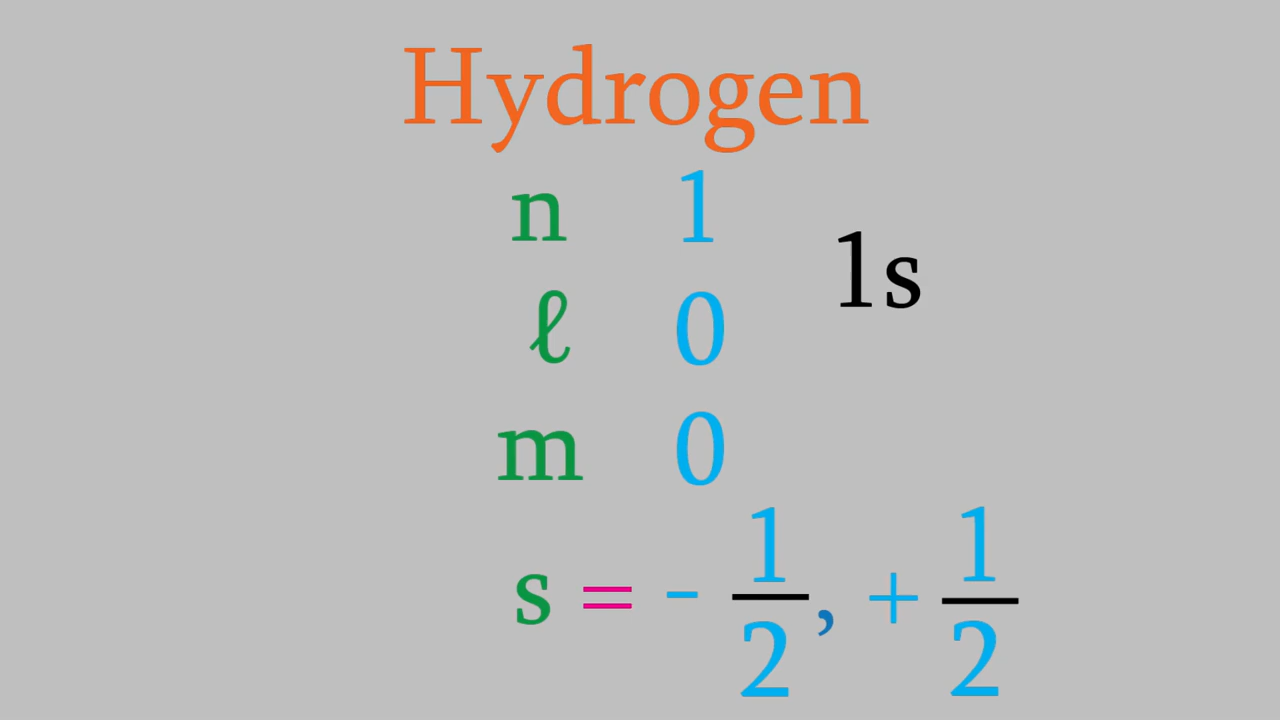 Hydrogen
n 1
1s
ℓ 0
m 0
s = - 1/2, + 1/2